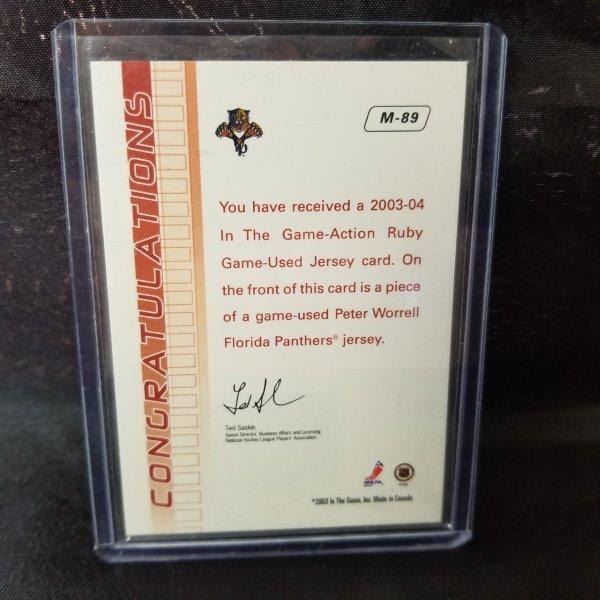 CONGRATULATIONS
M-89
You have received a 2003-04
In The Game-Action Ruby
Game-Used Jersey card. On
the front of this card is a piece
of a game-used Peter Worrell
Florida Panthers® jersey.
Ted Saskin
Senior Director, Business Affairs and Licensing
National Hockey League Players' Association
NHLPA
©2003 In The Game, Inc. Made in Canada